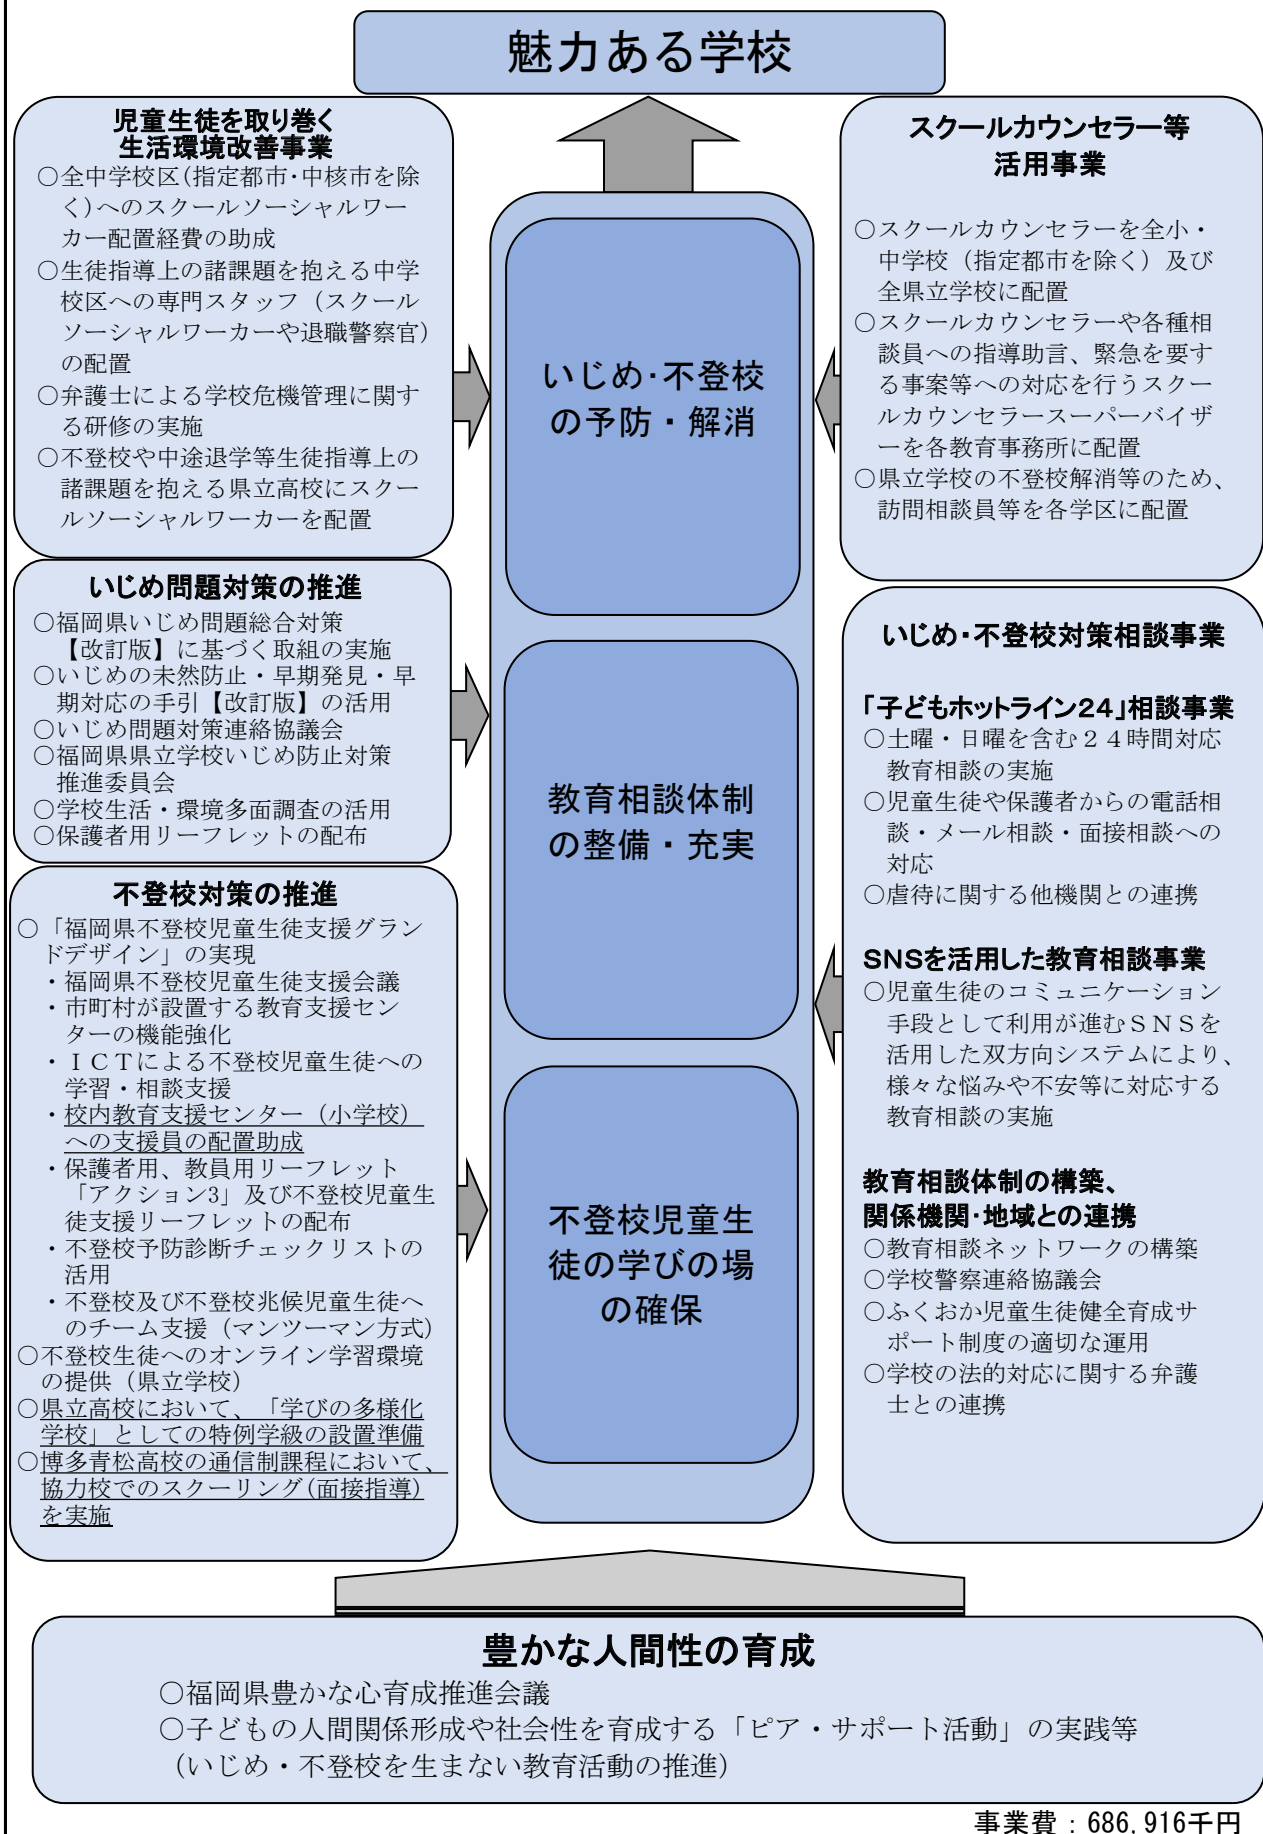 魅力ある学校
児童生徒を取り巻く
生活環境改善事業
○全中学校区(指定都市・中核市を除
く)へのスクールソーシャルワー
カー配置経費の助成
○生徒指導上の諸課題を抱える中学
校区への専門スタッフ（スクール
ソーシャルワーカーや退職警察官）
の配置
○弁護士による学校危機管理に関す
る研修の実施
○不登校や中途退学等生徒指導上の
諸課題を抱える県立高校にスクー
ルソーシャルワーカーを配置
いじめ問題対策の推進
○福岡県いじめ問題総合対策
【改訂版】に基づく取組の実施
○いじめの未然防止・早期発見・早
期対応の手引【改訂版】の活用
○いじめ問題対策連絡協議会
○福岡県県立学校いじめ防止対策
推進委員会
○学校生活・環境多面調査の活用
○保護者用リーフレットの配布
不登校対策の推進
○「福岡県不登校児童生徒支援グラン
ドデザイン」の実現
・福岡県不登校児童生徒支援会議
・市町村が設置する教育支援セン
ターの機能強化
・ＩＣＴによる不登校児童生徒への
学習・相談支援
・校内教育支援センター（小学校）
への支援員の配置助成
・保護者用、教員用リーフレット
「アクション3」及び不登校児童生
徒支援リーフレットの配布
・不登校予防診断チェックリストの
活用
・不登校及び不登校兆候児童生徒へ
のチーム支援（マンツーマン方式）
○不登校生徒へのオンライン学習環境
の提供（県立学校）
○県立高校において、「学びの多様化
学校」としての特例学級の設置準備
○博多青松高校の通信制課程において、
協力校でのスクーリング(面接指導)
を実施
いじめ・不登校
の予防・解消
教育相談体制
の整備・充実
不登校児童生
徒の学びの場
の確保
スクールカウンセラー等
活用事業
○スクールカウンセラーを全小・
中学校（指定都市を除く）及び
全県立学校に配置
○スクールカウンセラーや各種相
談員への指導助言、緊急を要す
る事案等への対応を行うスクー
ルカウンセラースーパーバイザ
ーを各教育事務所に配置
○県立学校の不登校解消等のため、
訪問相談員等を各学区に配置
いじめ・不登校対策相談事業
「子どもホットライン24」相談事業
○土曜・日曜を含む２４時間対応
教育相談の実施
○児童生徒や保護者からの電話相
談・メール相談・面接相談への
対応
○虐待に関する他機関との連携
SNSを活用した教育相談事業
○児童生徒のコミュニケーション
手段として利用が進むＳＮＳを
活用した双方向システムにより、
様々な悩みや不安等に対応する
教育相談の実施
教育相談体制の構築、
関係機関・地域との連携
○教育相談ネットワークの構築
○学校警察連絡協議会
○ふくおか児童生徒健全育成サ
ポート制度の適切な運用
○学校の法的対応に関する弁護
士との連携
豊かな人間性の育成
○福岡県豊かな心育成推進会議
○子どもの人間関係形成や社会性を育成する「ピア・サポート活動」の実践等
（いじめ・不登校を生まない教育活動の推進）
事業費：686,916千円